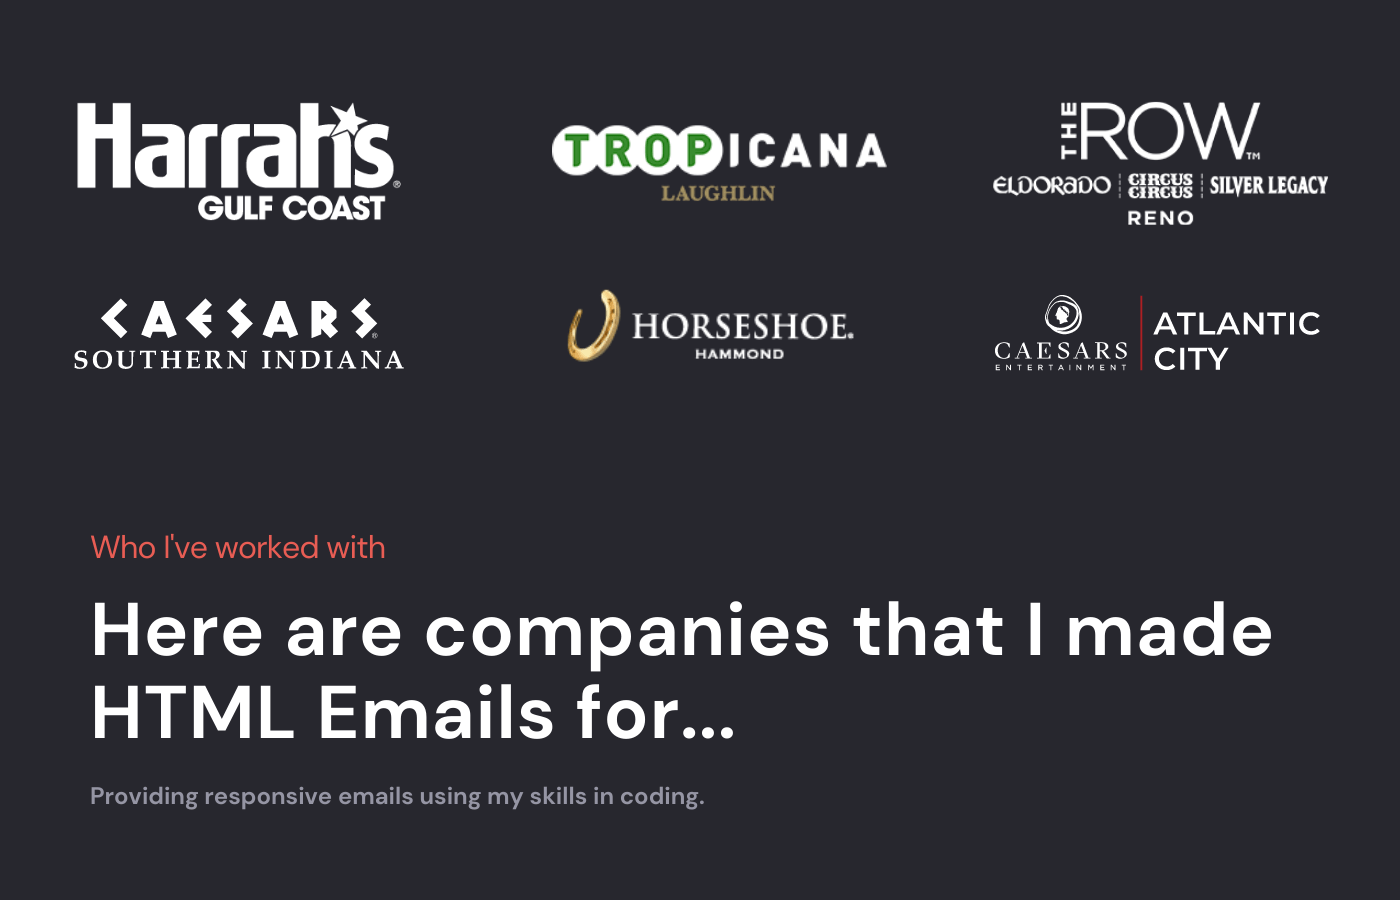 Harrah's®
GULF COAST
TROPICANA
LAUGHLIN
THE ROW™
ELDORADO | CIRCUS CIRCUS | SILVER LEGACY
RENO
CAESARS®
SOUTHERN INDIANA
HORSESHOE®
HAMMOND
CAESARS
ENTERTAINMENT
ATLANTIC
CITY
Who I've worked with
Here are companies that I made
HTML Emails for...
Providing responsive emails using my skills in coding.